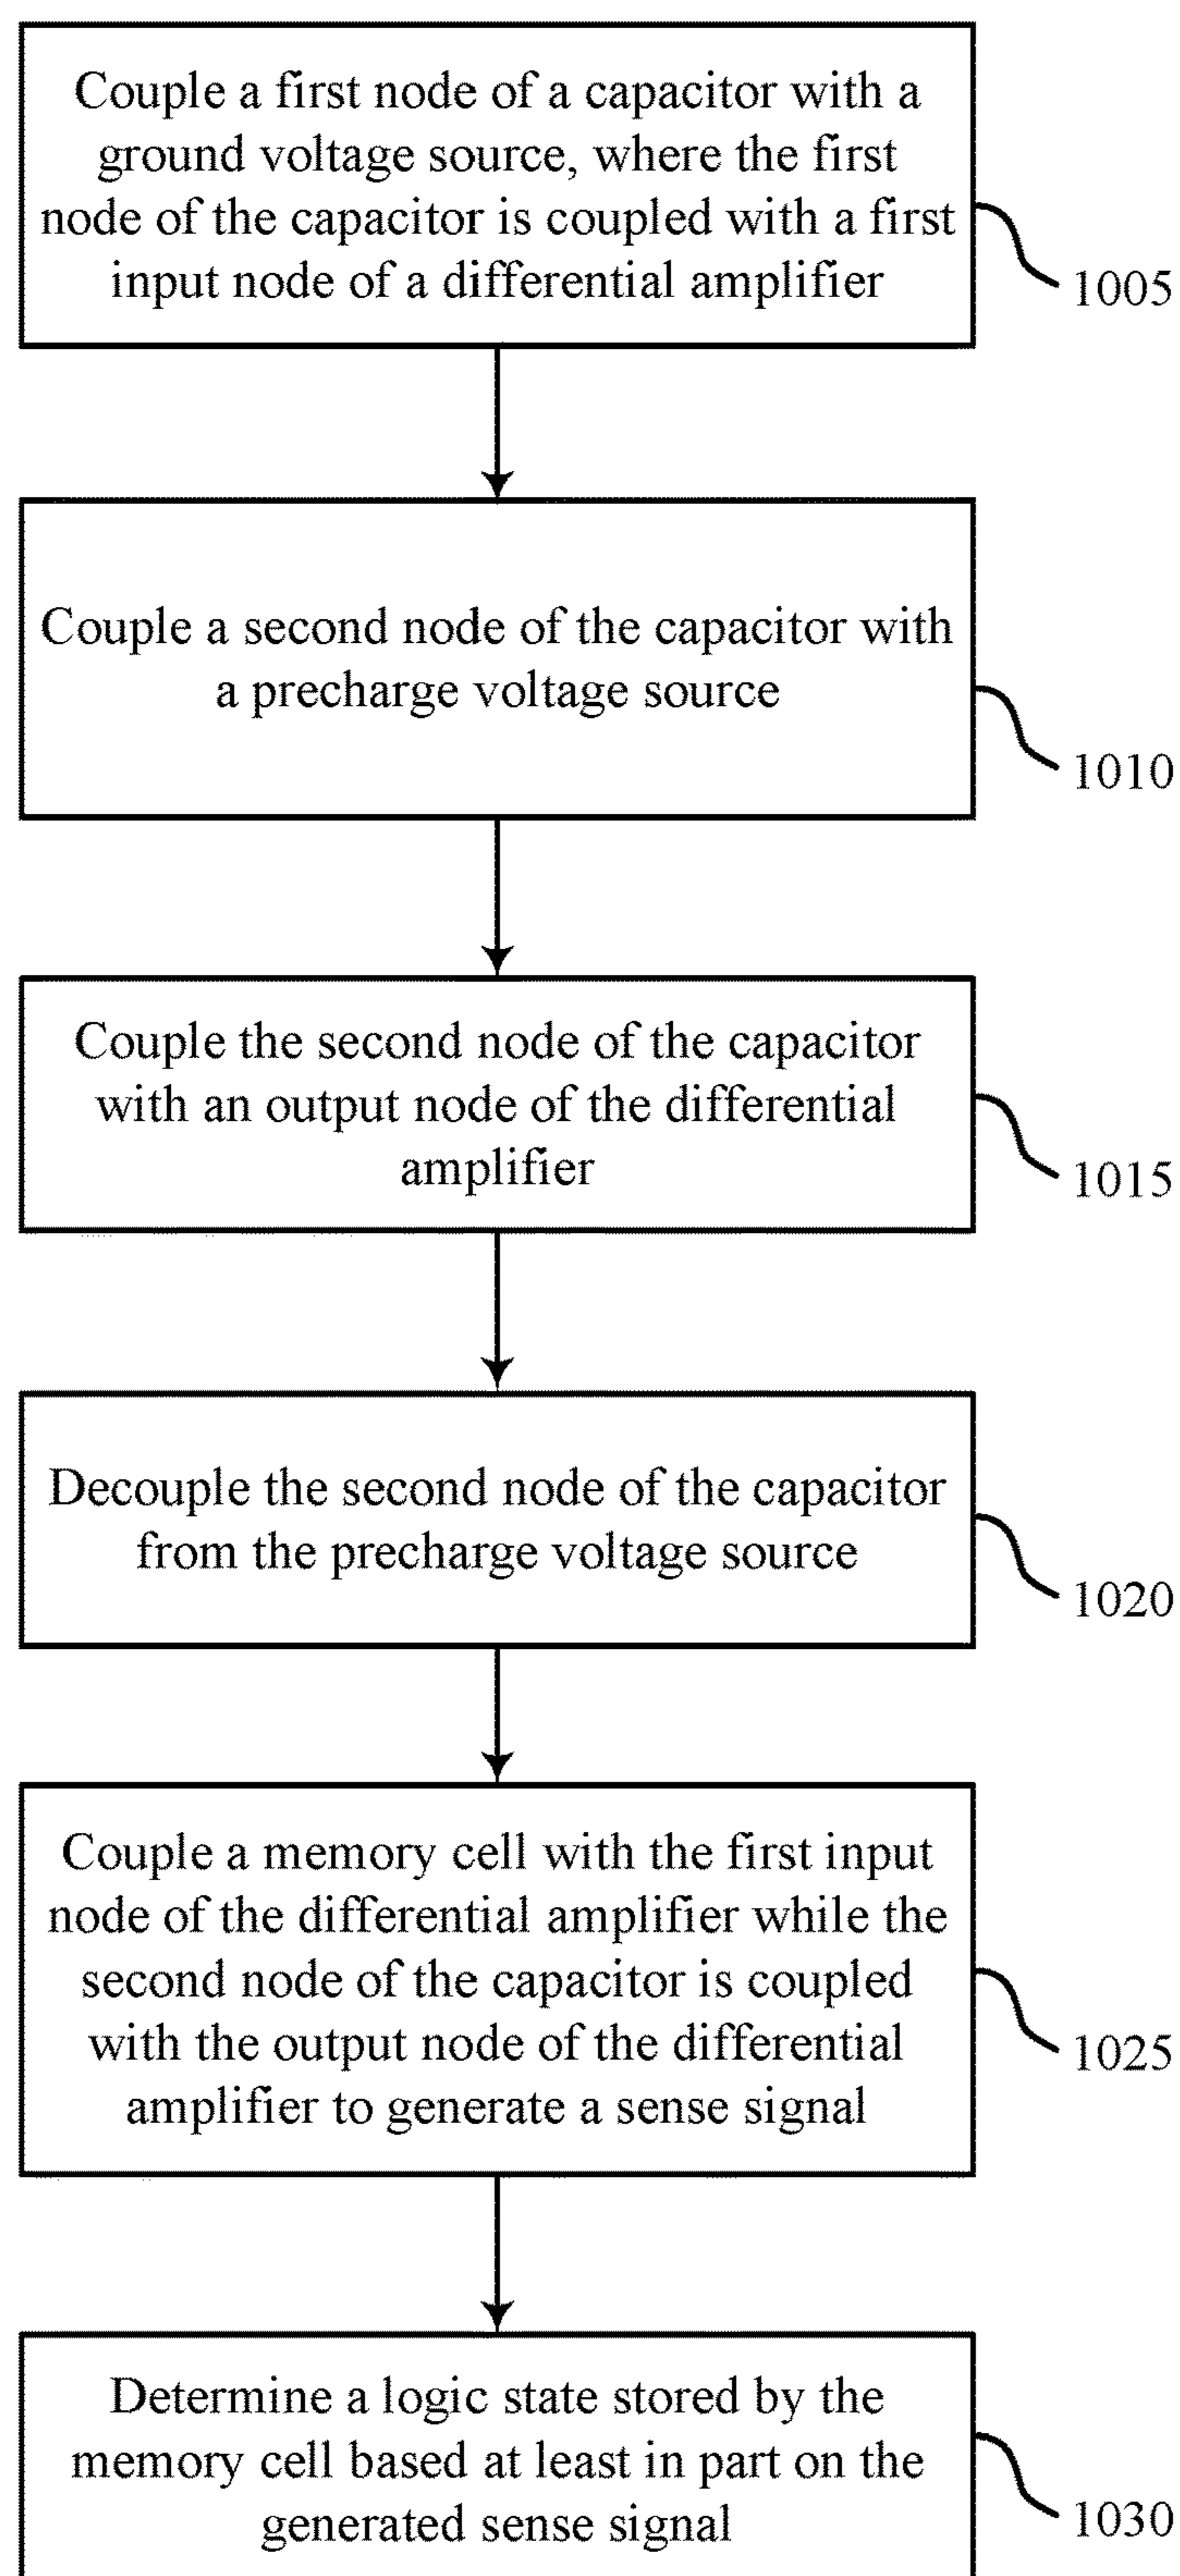 Couple a first node of a capacitor with a
ground voltage source, where the first
node of the capacitor is coupled with a first
input node of a differential amplifier
1005
Couple a second node of the capacitor with
a precharge voltage source
1010
Couple the second node of the capacitor
with an output node of the differential
amplifier
1015
Decouple the second node of the capacitor
from the precharge voltage source
1020
Couple a memory cell with the first input
node of the differential amplifier while the
second node of the capacitor is coupled
with the output node of the differential
amplifier to generate a sense signal
1025
Determine a logic state stored by the
memory cell based at least in part on the
generated sense signal
1030